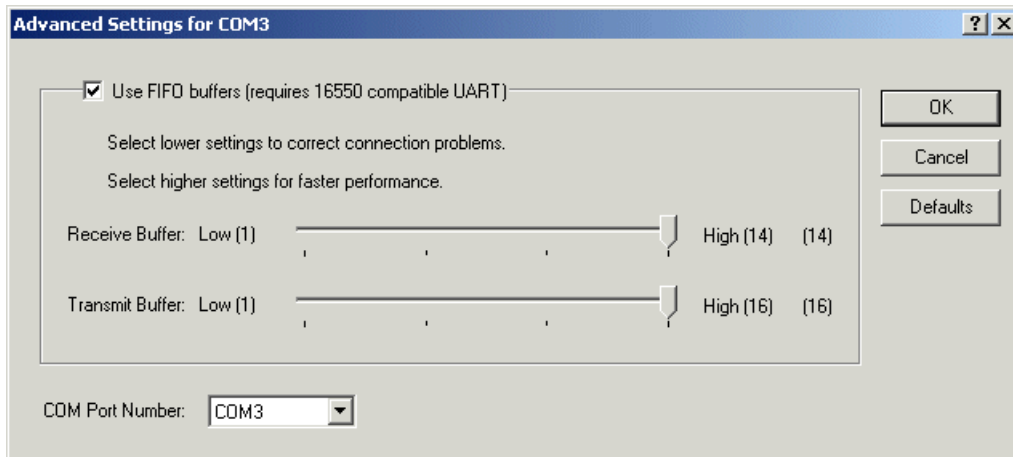 Advanced Settings for COM3
Use FIFO buffers (requires 16550 compatible UART)
OK
Select lower settings to correct connection problems.
Cancel
Select higher settings for faster performance.
Defaults
Receive Buffer: Low (1) High (14) (14)
Transmit Buffer: Low (1) High (16) (16)
COM Port Number: COM3